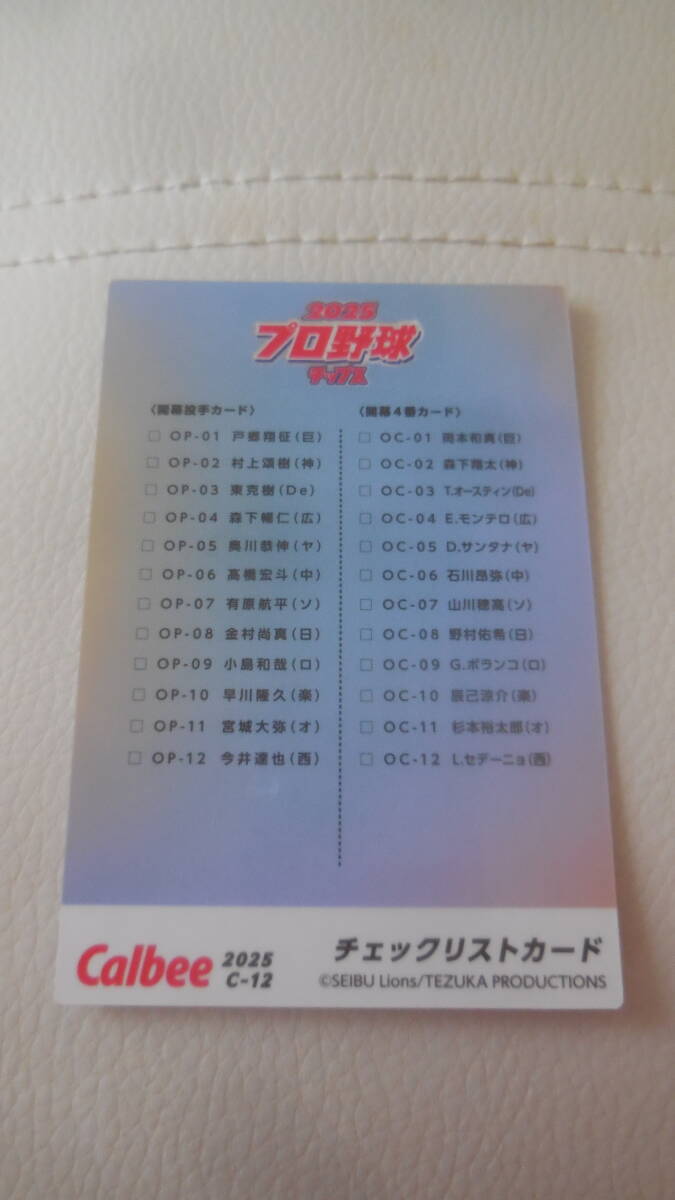 2025
プロ野球
チップス
〈開幕投手カード〉
□ OP-01 戸郷翔征(巨)
□ OP-02 村上頌樹(神)
□ OP-03 東克樹(De)
□ OP-04 森下暢仁(広)
□ OP-05 奥川恭伸(ヤ)
□ OP-06 髙橋宏斗(中)
□ OP-07 有原航平(ソ)
□ OP-08 金村尚真(日)
□ OP-09 小島和哉(ロ)
□ OP-10 早川隆久(楽)
□ OP-11 宮城大弥(オ)
□ OP-12 今井達也(西)
〈開幕4番カード〉
□ OC-01 岡本和真(巨)
□ OC-02 森下翔太(神)
□ OC-03 T.オースティン(De)
□ OC-04 E.モンテロ(広)
□ OC-05 D.サンタナ(ヤ)
□ OC-06 石川昂弥(中)
□ OC-07 山川穂高(ソ)
□ OC-08 野村佑希(日)
□ OC-09 G.ポランコ(ロ)
□ OC-10 辰己涼介(楽)
□ OC-11 杉本裕太郎(オ)
□ OC-12 L.セデーニョ(西)
Calbee 2025
C-12
チェックリストカード
©SEIBU Lions/TEZUKA PRODUCTIONS